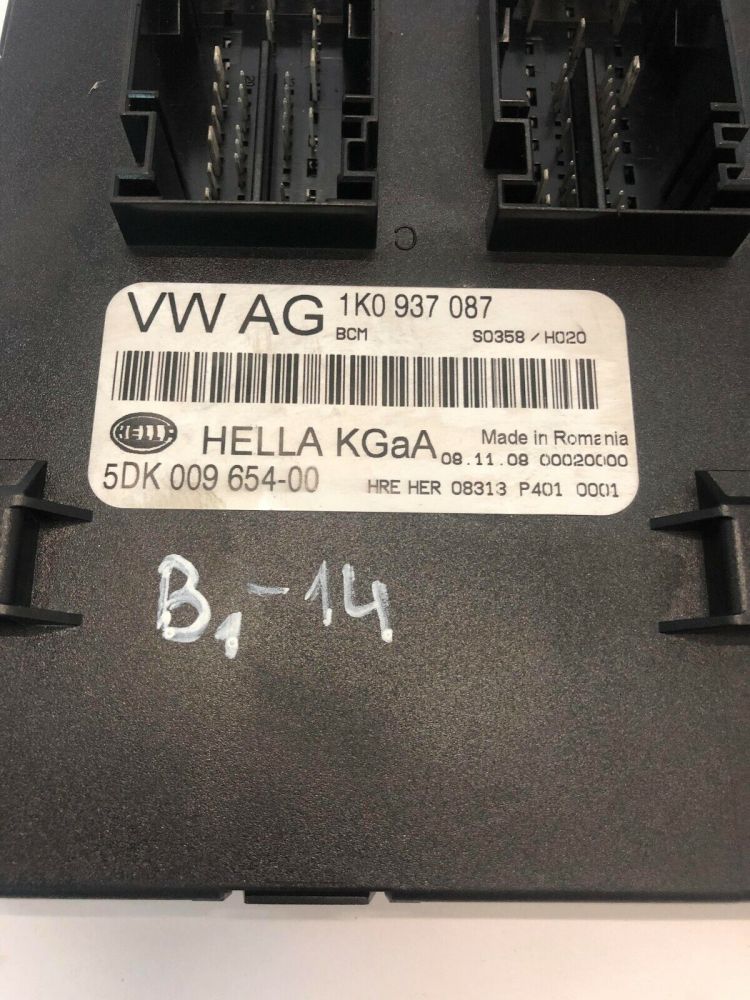 C
VW AG 1K0 937 087
BCM S0358 / H020
HELLA
HELLA KGaA Made in Romania
08.11.08 00020000
5DK 009 654-00 HRE HER 08313 P401 0001
B1-14